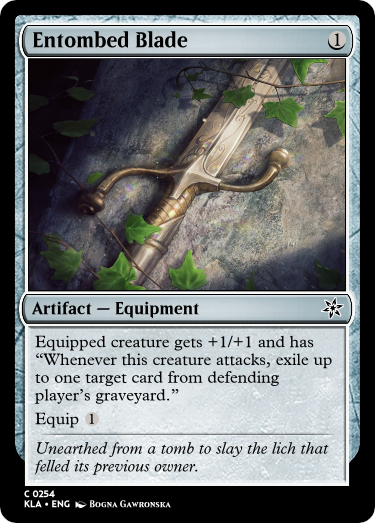 Entombed Blade 1
Artifact — Equipment
Equipped creature gets +1/+1 and has
“Whenever this creature attacks, exile up
to one target card from defending
player’s graveyard.”
Equip 1
Unearthed from a tomb to slay the lich that
felled its previous owner.
C 0254
KLA • ENG Bogna Gawronska